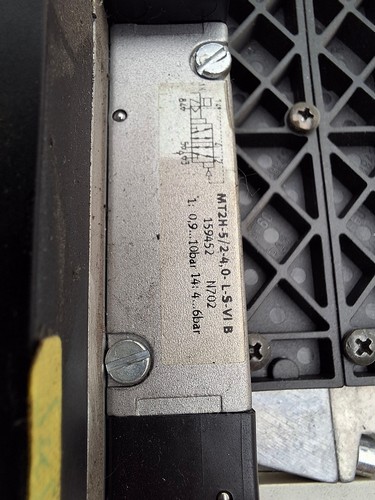 MT2H-5/2-4,0-L-S-VI B
159452 N702
1: 0,9...10bar 14: 4...6bar